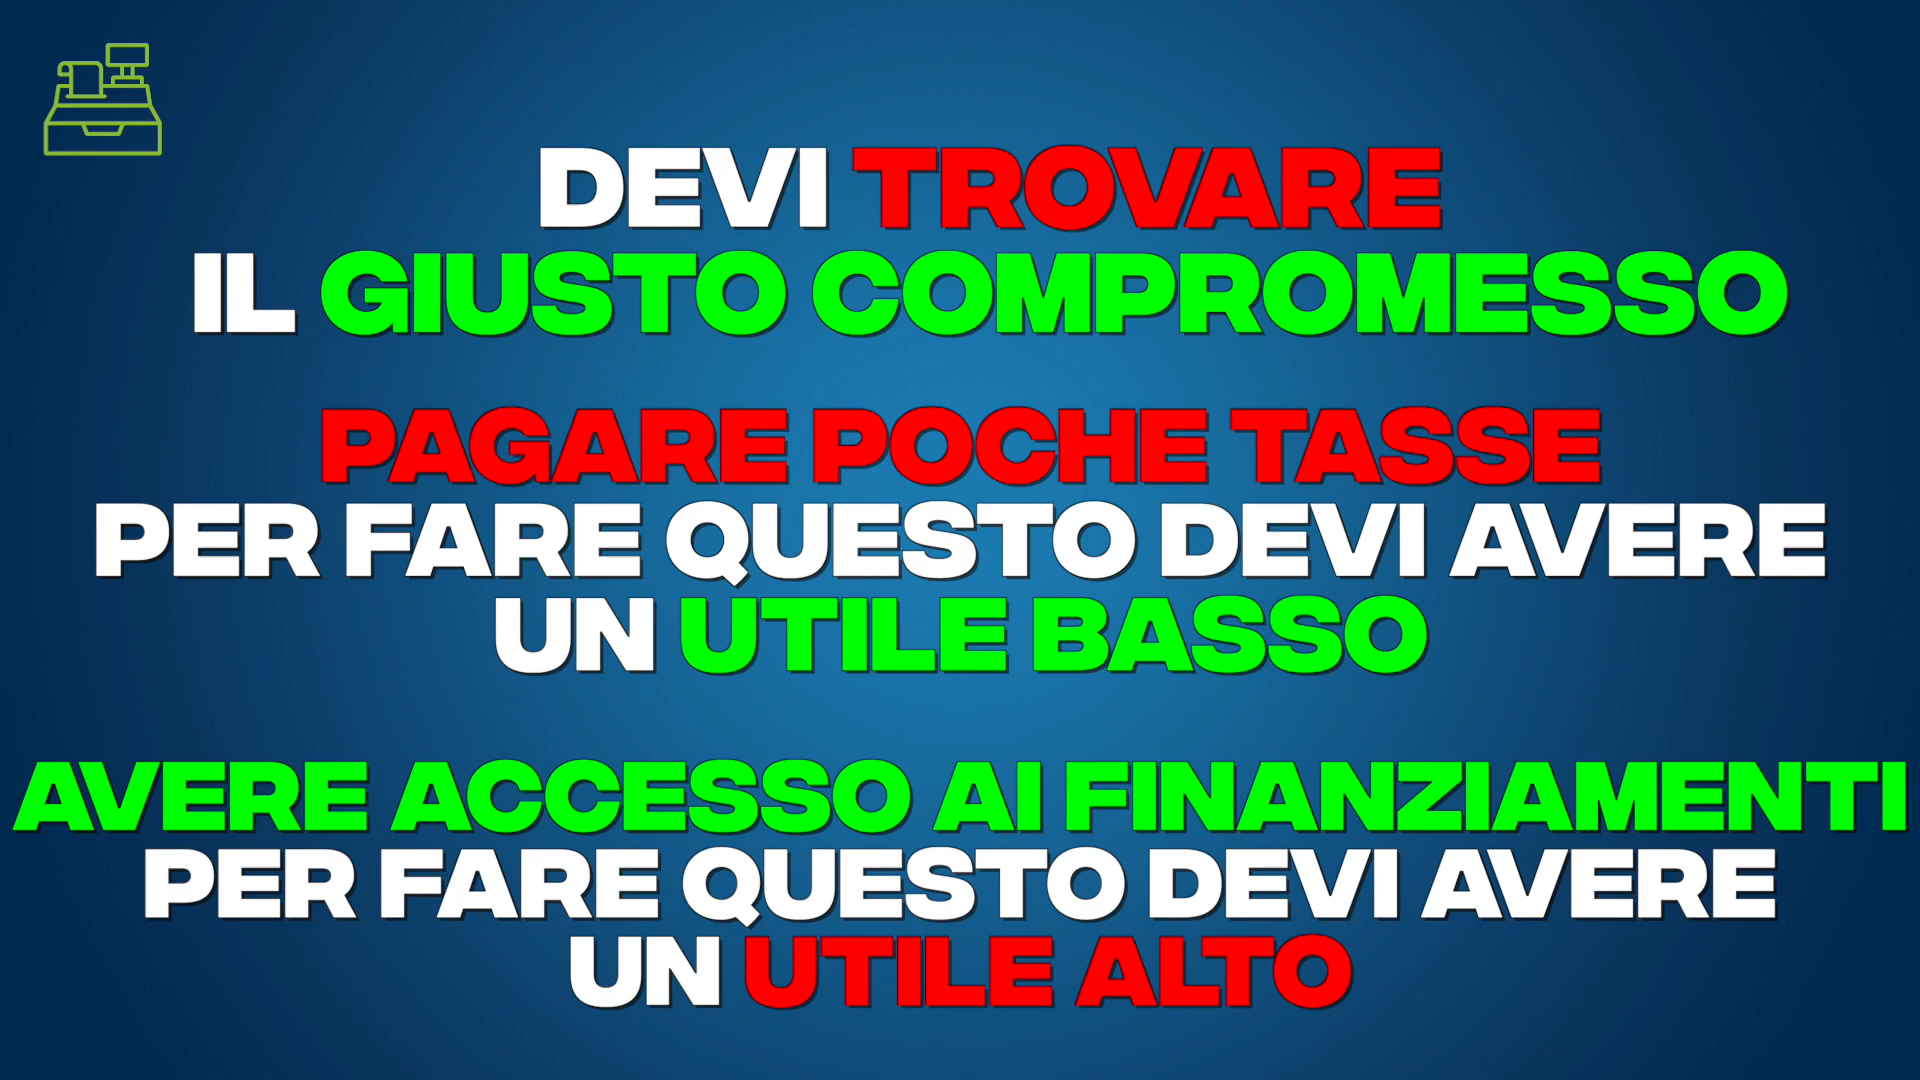 DEVI TROVARE
IL GIUSTO COMPROMESSO
PAGARE POCHE TASSE
PER FARE QUESTO DEVI AVERE
UN UTILE BASSO
AVERE ACCESSO AI FINANZIAMENTI
PER FARE QUESTO DEVI AVERE
UN UTILE ALTO